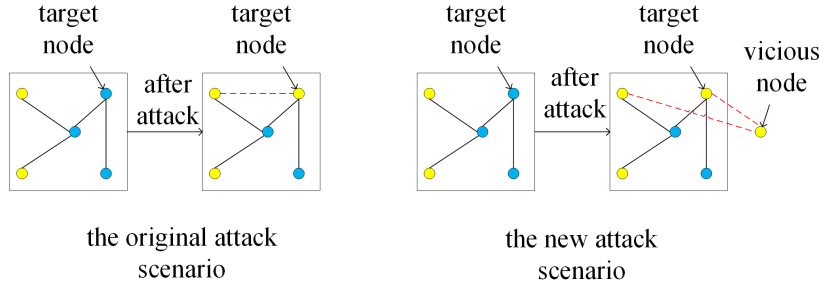 target
node
after
attack
target
node
the original attack
scenario
target
node
after
attack
target
node
vicious
node
the new attack
scenario